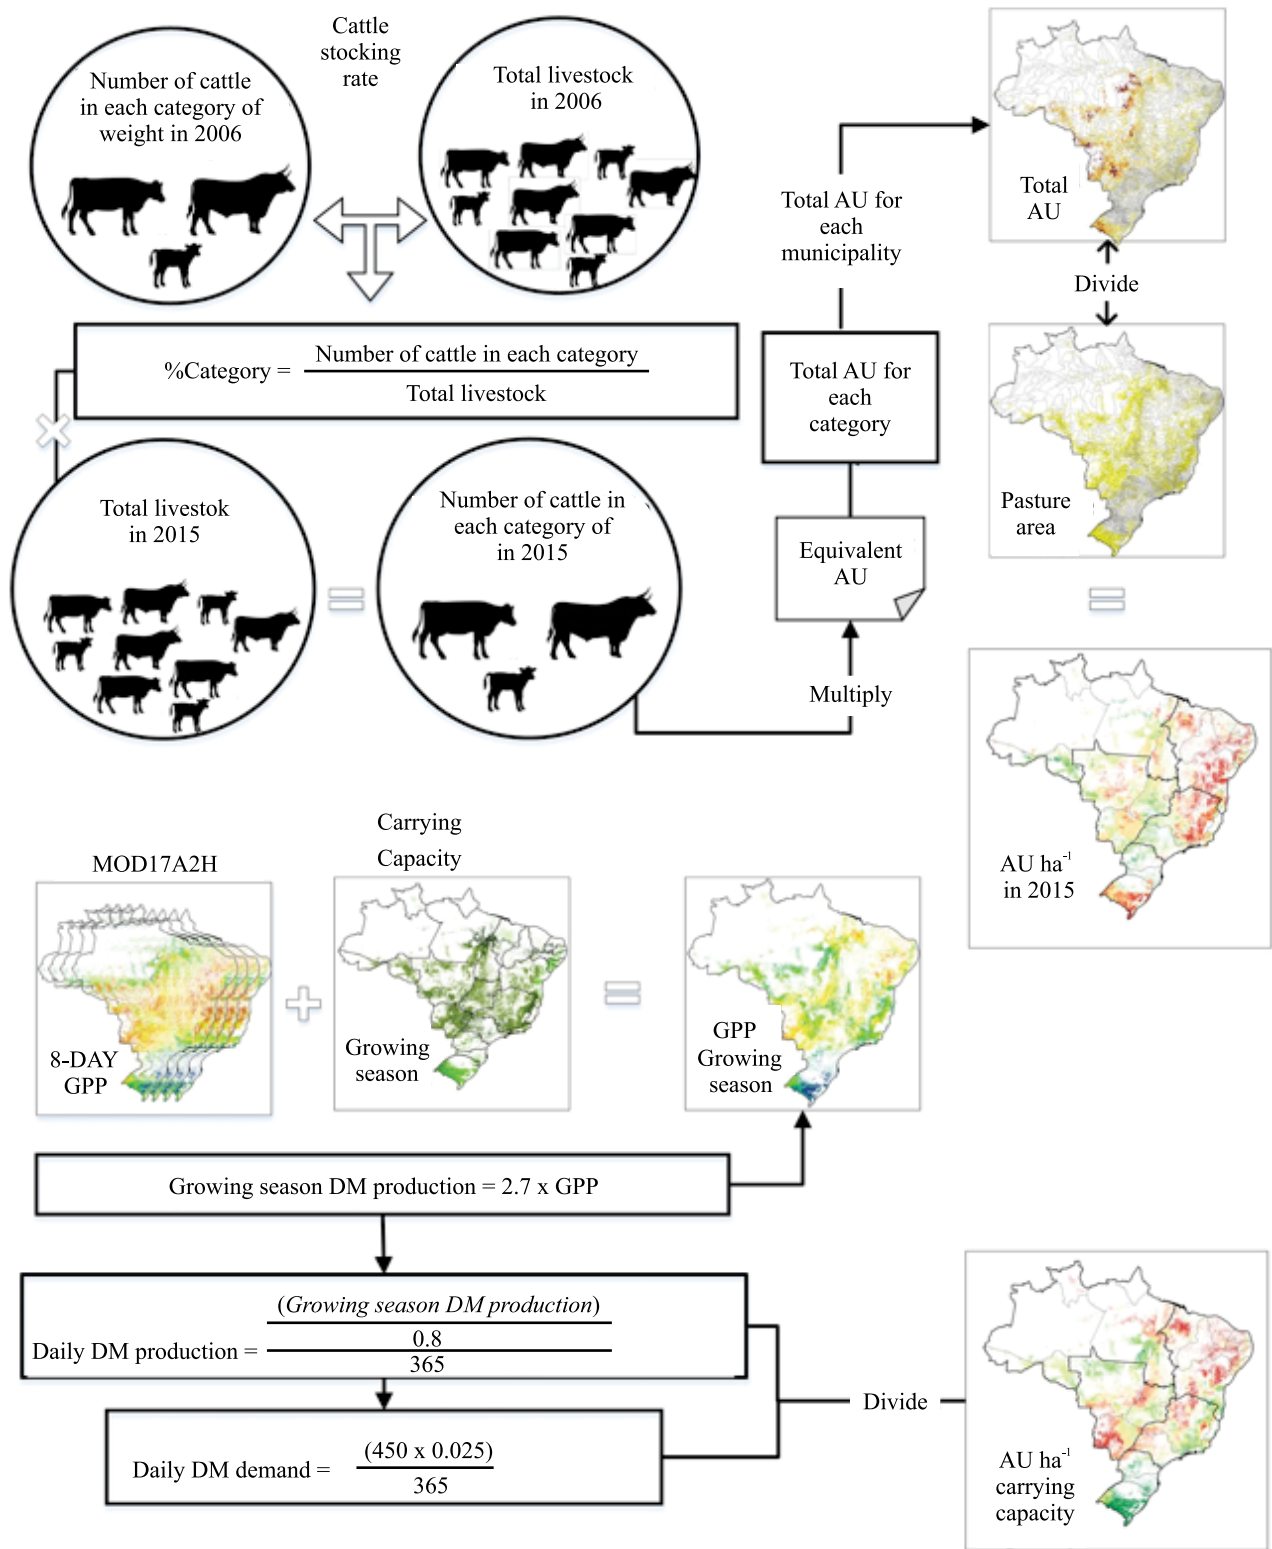 Cattle
stocking
rate
Number of cattle
in each category of
weight in 2006
Total livestock
in 2006
%Category =
Number of cattle in each category
Total livestock
Total livestok
in 2015
Number of cattle in
each category of
in 2015
Multiply
Equivalent
AU
Total AU for
each
category
Total AU for
each
municipality
Total
AU
Divide
Pasture
area
AU ha-1
in 2015
Carrying
Capacity
MOD17A2H
8-DAY
GPP
Growing
season
GPP
Growing
season
Growing season DM production = 2.7 x GPP
Daily DM production =
(Growing season DM production)
0.8
365
Daily DM demand =
(450 x 0.025)
365
Divide
AU ha-1
carrying
capacity